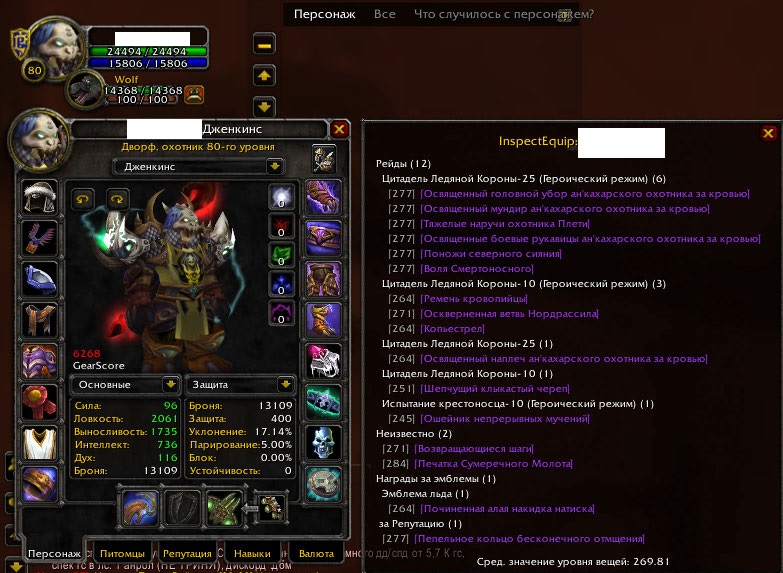 Персонаж Все Что случилось с персонажем?
24494 / 24494
15806 / 15806
80
Wolf
14368 / 14368
100 / 100
Дженкинс
Дворф, охотник 80-го уровня
Дженкинс
0
0
0
0
0
6268
GearScore
Основные Защита
Сила: 96
Ловкость: 2061
Выносливость: 1735
Интеллект: 736
Дух: 116
Броня: 13109
Броня: 13109
Защита: 400
Уклонение: 17.14%
Парирование: 5.00%
Блок: 0.00%
Устойчивость: 0
Персонаж Питомцы Репутация Навыки Валюта
InspectEquip:
Рейды (12)
Цитадель Ледяной Короны-25 (Героический режим) (6)
[277] [Освященный головной убор ан'кахарского охотника за кровью]
[277] [Освященный мундир ан'кахарского охотника за кровью]
[277] [Тяжелые наручи охотника Плети]
[277] [Освященные боевые рукавицы ан'кахарского охотника за кровью]
[277] [Поножи северного сияния]
[277] [Воля Смертоносного]
Цитадель Ледяной Короны-10 (Героический режим) (3)
[264] [Ремень кровопийцы]
[271] [Оскверненная ветвь Нордрассила]
[264] [Копьестрел]
Цитадель Ледяной Короны-25 (1)
[264] [Освященный наплеч ан'кахарского охотника за кровью]
Цитадель Ледяной Короны-10 (1)
[251] [Шепчущий клыкастый череп]
Испытание крестоносца-10 (Героический режим) (1)
[245] [Ошейник непрерывных мучений]
Неизвестно (2)
[271] [Возвращающиеся шаги]
[284] [Печатка Сумеречного Молота]
Награды за эмблемы (1)
Эмблема льда (1)
[264] [Починенная алая накидка натиска]
за Репутацию (1)
[277] [Пепельное кольцо бесконечного отмщения]
Сред. значение уровня вещей: 269.81
много дд/спд от 5,7 К гс,